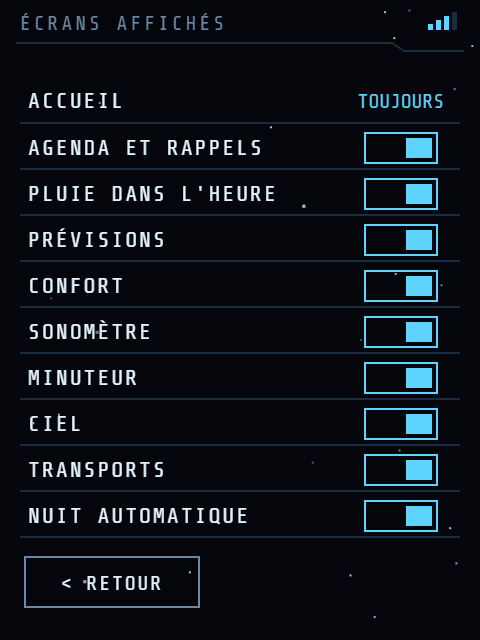 ÉCRANS AFFICHÉS
ACCUEIL TOUJOURS
AGENDA ET RAPPELS
PLUIE DANS L'HEURE
PRÉVISIONS
CONFORT
SONOMÈTRE
MINUTEUR
CIEL
TRANSPORTS
NUIT AUTOMATIQUE
< RETOUR